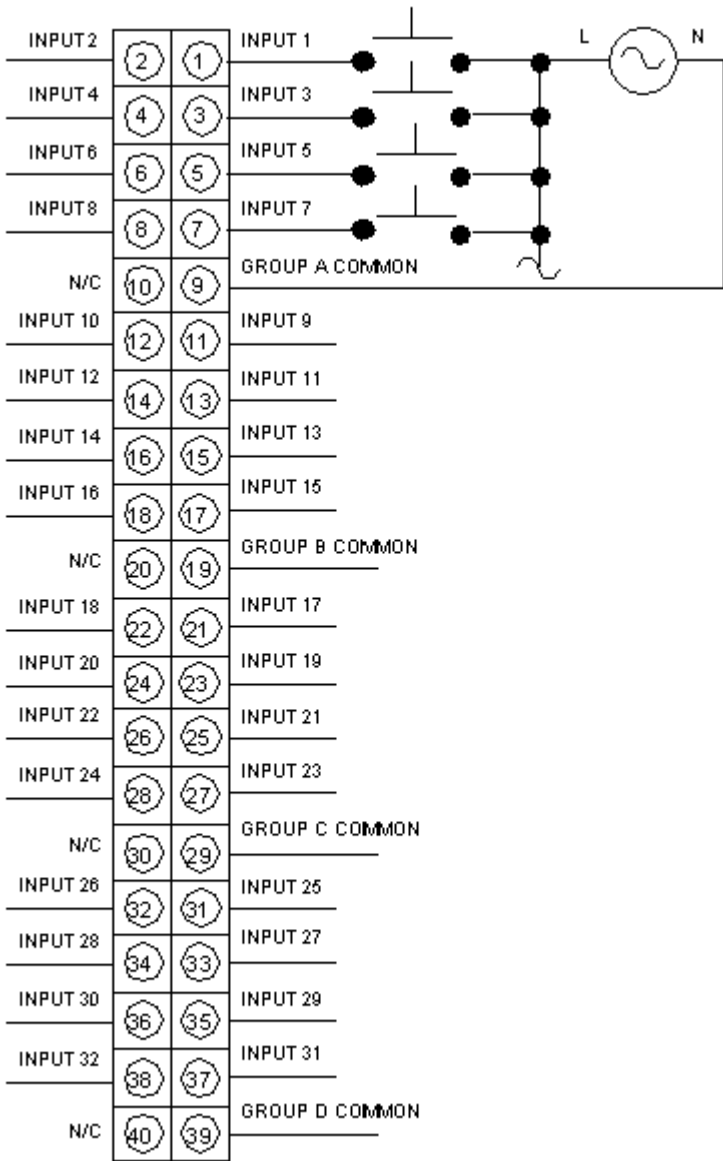 INPUT 2 2 1 INPUT 1 L N
INPUT 4 4 3 INPUT 3
INPUT 6 6 5 INPUT 5
INPUT 8 8 7 INPUT 7
N/C 10 9 GROUP A COMMON
INPUT 10 12 11 INPUT 9
INPUT 12 14 13 INPUT 11
INPUT 14 16 15 INPUT 13
INPUT 16 18 17 INPUT 15
N/C 20 19 GROUP B COMMON
INPUT 18 22 21 INPUT 17
INPUT 20 24 23 INPUT 19
INPUT 22 26 25 INPUT 21
INPUT 24 28 27 INPUT 23
N/C 30 29 GROUP C COMMON
INPUT 26 32 31 INPUT 25
INPUT 28 34 33 INPUT 27
INPUT 30 36 35 INPUT 29
INPUT 32 38 37 INPUT 31
N/C 40 39 GROUP D COMMON